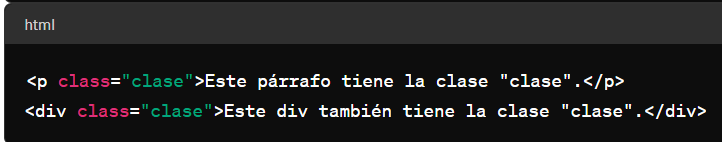 html
<p class="clase">Este párrafo tiene la clase "clase".</p>
<div class="clase">Este div también tiene la clase "clase".</div>